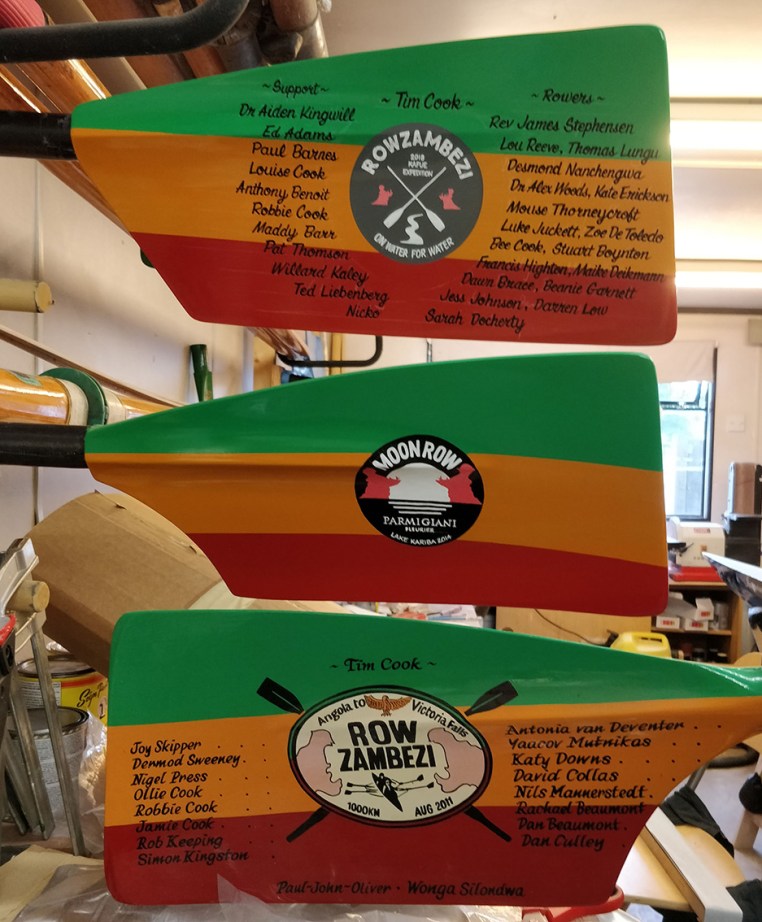 ~ Support ~
Dr Aiden Kingwill
Ed Adams
Paul Barnes
Louise Cook
Anthony Benoit
Robbie Cook
Maddy Barr
Pat Thomson
Willard Kaley
Ted Liebenberg
Nicko
~ Tim Cook ~
ROWZAMBEZI
2018
KAFUE
EXPEDITION
ON WATER FOR WATER
~ Rowers ~
Rev James Stephensen
Lou Reeve, Thomas Lungu
Desmond Nanchengwa
Dr Alex Woods, Kate Erickson
Mouse Thorneycroft
Luke Juckett, Zoe De Toledo
Bee Cook, Stuart Boynton
Francis Highton, Maike Deikmann
Dawn Brace, Beanie Garnett
Jess Johnson, Darren Low
Sarah Docherty
MOON ROW
PARMIGIANI
FLEURIER
LAKE KARIBA 2014
~ Tim Cook ~
Joy Skipper
Dermod Sweeney
Nigel Press
Ollie Cook
Robbie Cook
Jamie Cook
Rob Keeping
Simon Kingston
Angola to Victoria Falls
ROW
ZAMBEZI
1000KM AUG 2011
Antonia van Deventer
Yaacov Mutnikas
Katy Downs
David Collas
Nils Mannerstedt
Rachael Beaumont
Dan Beaumont
Dan Culley
Paul-John-Oliver - Wonga Silondwa